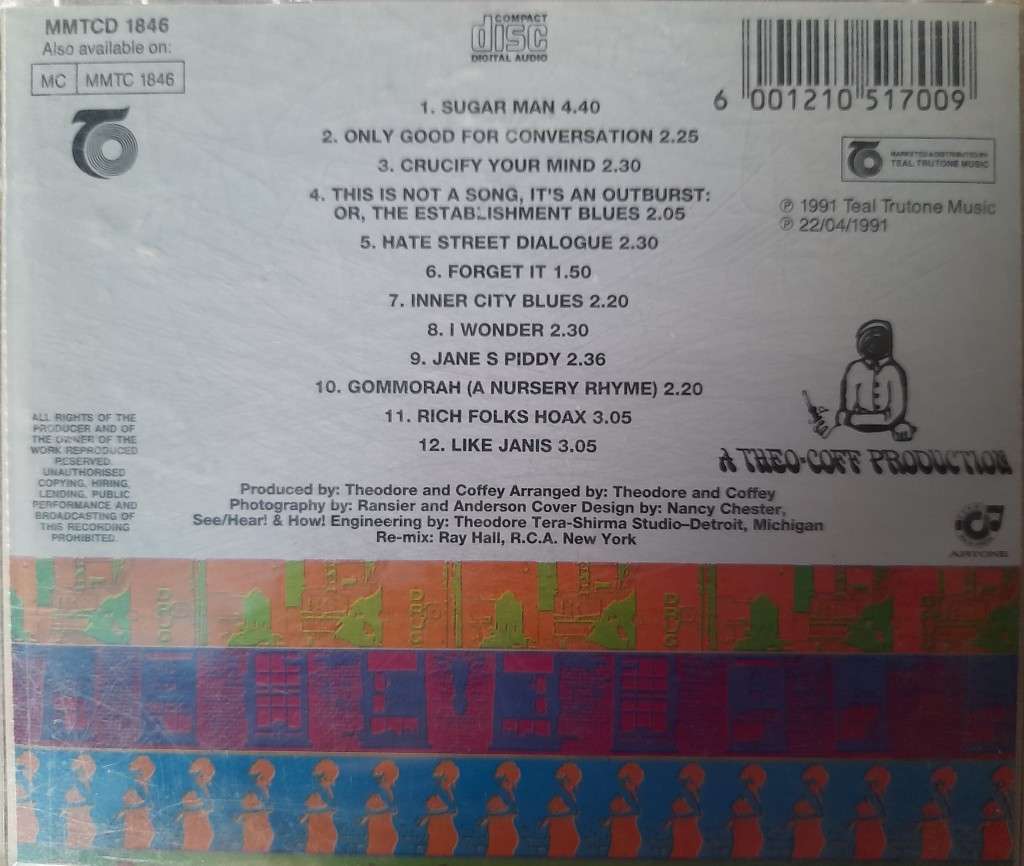 MMTCD 1846
Also available on:
MC MMTC 1846
COMPACT
disc
DIGITAL AUDIO
6 001210 517009
MARKETED & DISTRIBUTED BY
TEAL TRUTONE MUSIC
℗ 1991 Teal Trutone Music
℗ 22/04/1991
1. SUGAR MAN 4.40
2. ONLY GOOD FOR CONVERSATION 2.25
3. CRUCIFY YOUR MIND 2.30
4. THIS IS NOT A SONG, IT'S AN OUTBURST:
OR, THE ESTABLISHMENT BLUES 2.05
5. HATE STREET DIALOGUE 2.30
6. FORGET IT 1.50
7. INNER CITY BLUES 2.20
8. I WONDER 2.30
9. JANE S PIDDY 2.36
10. GOMMORAH (A NURSERY RHYME) 2.20
11. RICH FOLKS HOAX 3.05
12. LIKE JANIS 3.05
ALL RIGHTS OF THE
PRODUCER AND OF
THE OWNER OF THE
WORK REPRODUCED
RESERVED.
UNAUTHORISED
COPYING, HIRING,
LENDING, PUBLIC
PERFORMANCE AND
BROADCASTING OF
THIS RECORDING
PROHIBITED.
A THEO-COFF PRODUCTION
Produced by: Theodore and Coffey Arranged by: Theodore and Coffey
Photography by: Ransier and Anderson Cover Design by: Nancy Chester,
See/Hear! & How! Engineering by: Theodore Tera-Shirma Studio–Detroit, Michigan
Re-mix: Ray Hall, R.C.A. New York
ARTONE
DRUG
DRUG
DRUG
DRUG